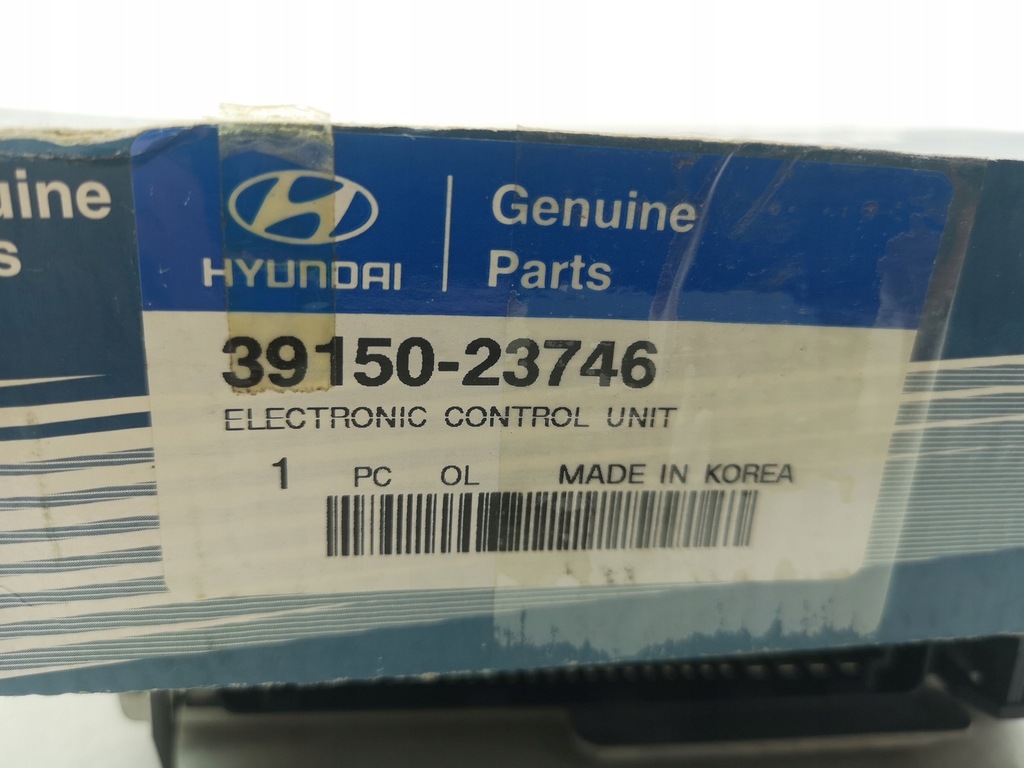 uine
s
HYUNDAI
Genuine
Parts
39150-23746
ELECTRONIC CONTROL UNIT
1 PC OL MADE IN KOREA